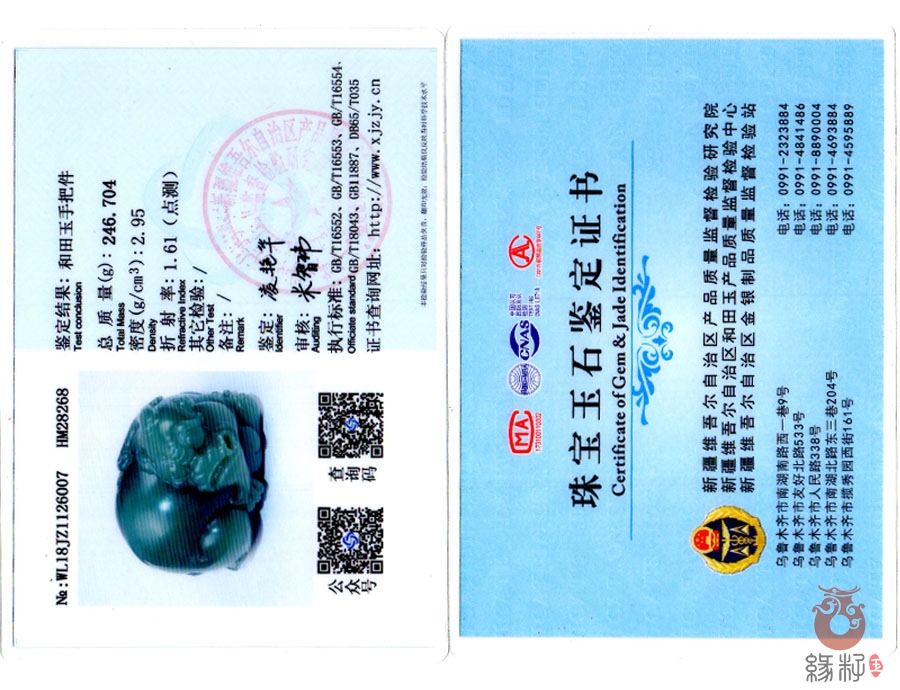 №:WL18JZ1126007 HM28268
公众号
查询码
鉴定结果: 和田玉手把件
Test conclusion
总 质 量(g): 246.704
Total Mass
密度(g/cm³): 2.95
Density
折 射 率: 1.61 (点测)
Refractive Index
其它检验: /
Other Test
备注: /
Remark
鉴定:
Identifier
审核:
Auditing
执行标准: GB/T16552、GB/T16553、GB/T16554、
Officiate standard GB/T18043、GB11887、DB65/T035
证书查询网址: http://www.xjzjy.cn
MA
CNAS
珠宝玉石鉴定证书
Certificate of Gem & Jade Identification
新疆维吾尔自治区产品质量监督检验研究院
新疆维吾尔自治区和田玉产品质量监督检验中心
新疆维吾尔自治区金银制品质量监督检验站
乌鲁木齐市南湖南路西一巷9号 电话: 0991-2323884
乌鲁木齐市友好北路533号 电话: 0991-4841486
乌鲁木齐市人民路338号 电话: 0991-8890004
乌鲁木齐市南湖北路东三巷204号 电话: 0991-4693884
乌鲁木齐市揽秀园西街161号 电话: 0991-4595889
緣籽
玉